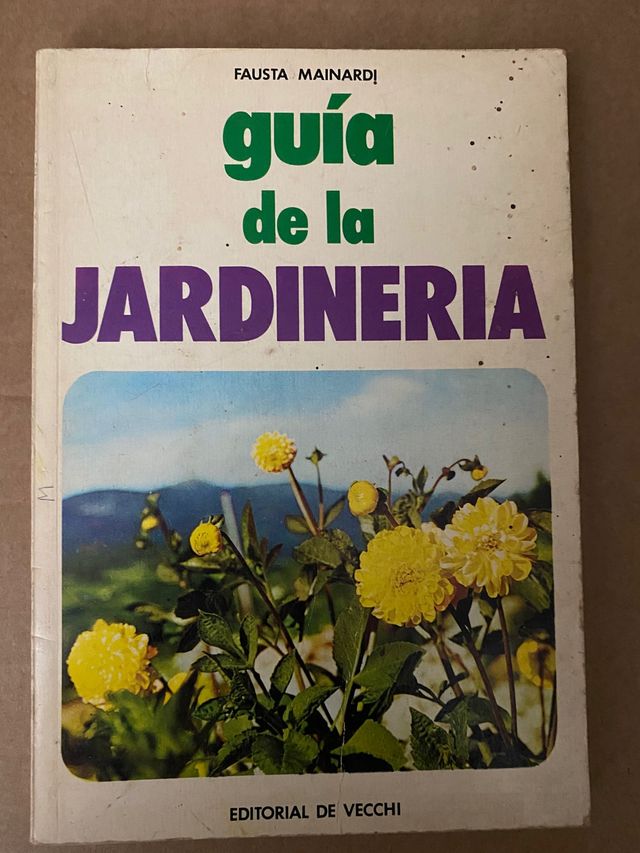 FAUSTA MAINARDI
guía
de la
JARDINERIA
M
EDITORIAL DE VECCHI